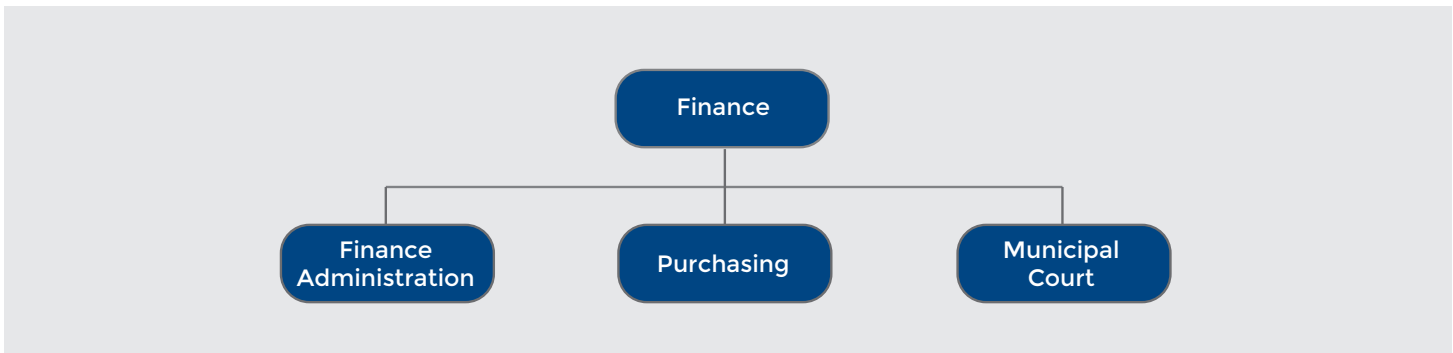 Finance
Finance
Administration
Purchasing
Municipal
Court